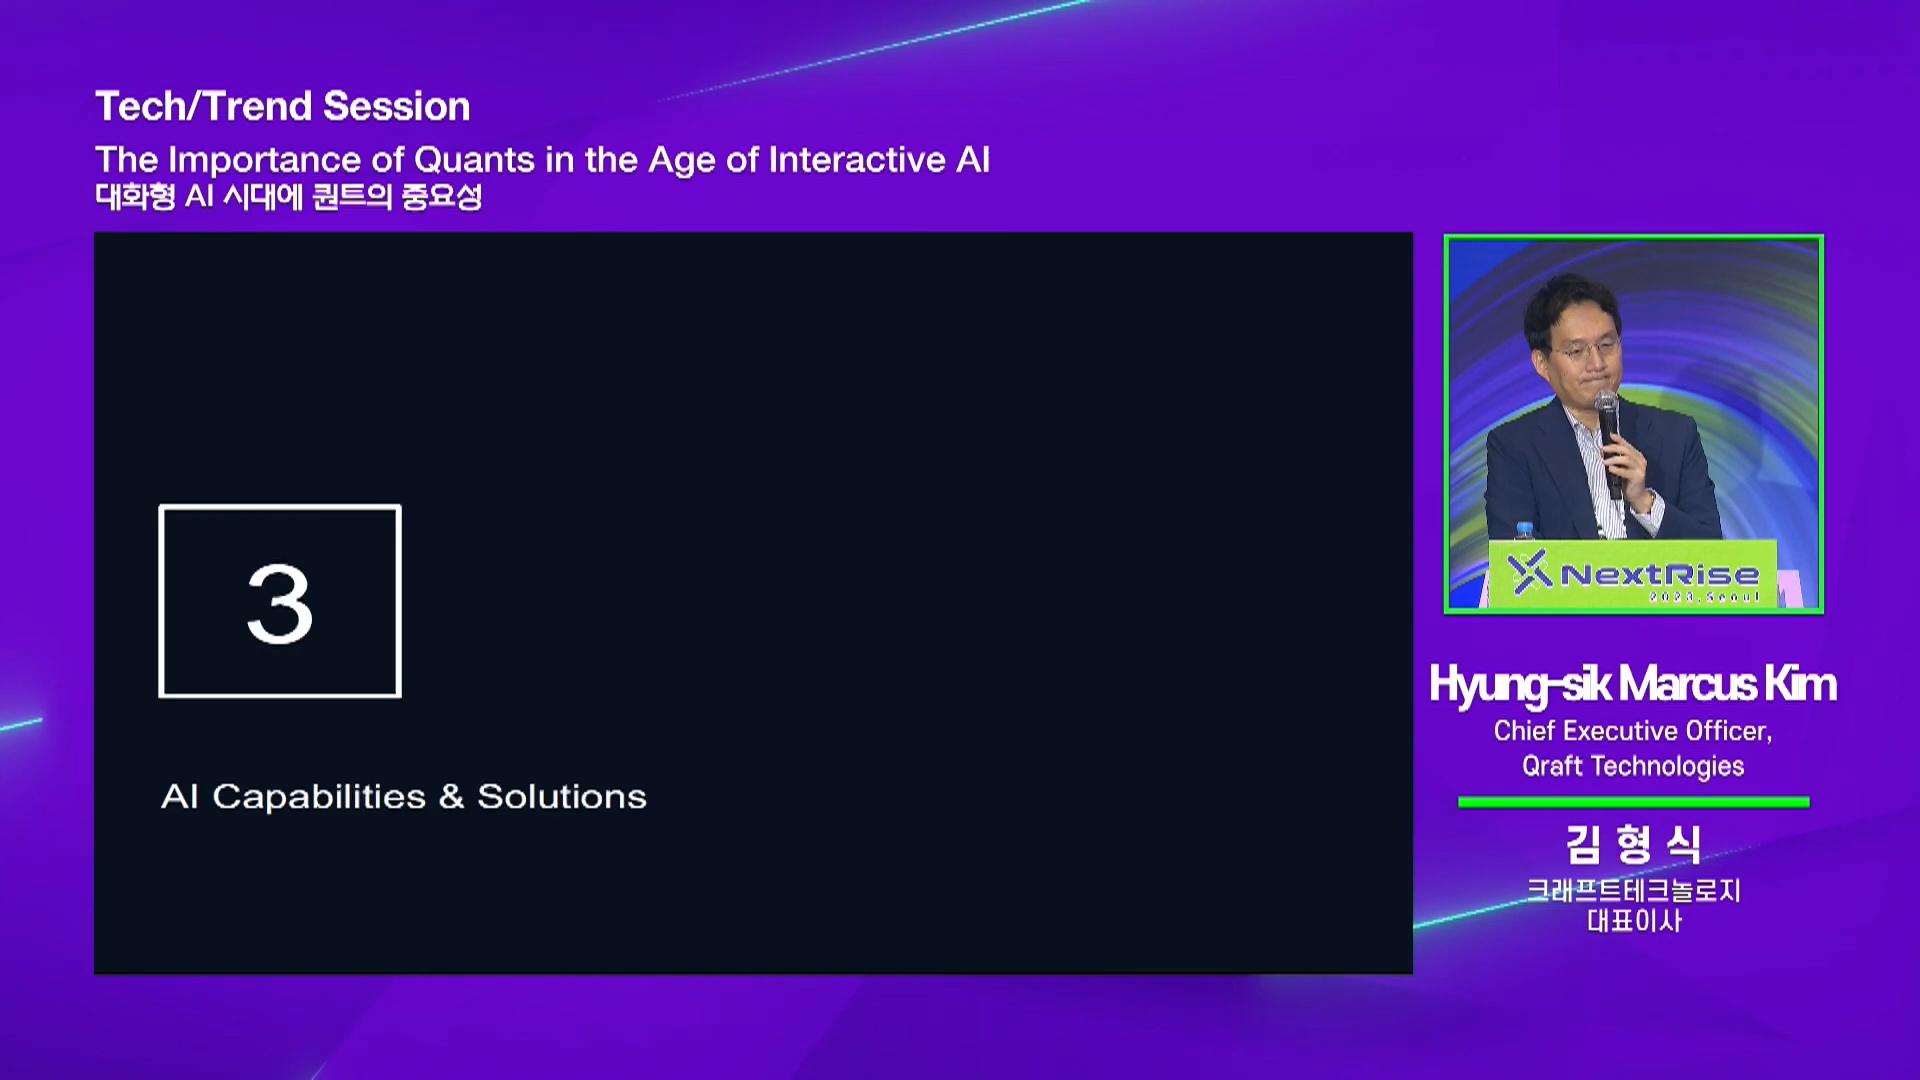 Tech/Trend Session
The Importance of Quants in the Age of Interactive AI
대화형 AI 시대에 퀀트의 중요성
3
AI Capabilities & Solutions
NextRise
2023.Seoul
Hyung-sik Marcus Kim
Chief Executive Officer,
Qraft Technologies
김형식
크래프트테크놀로지
대표이사